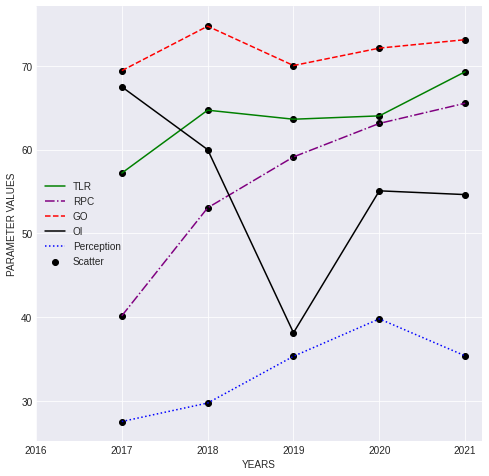 PARAMETER VALUES
70
60
50
40
30
TLR
RPC
GO
OI
Perception
Scatter
2016 2017 2018 2019 2020 2021
YEARS